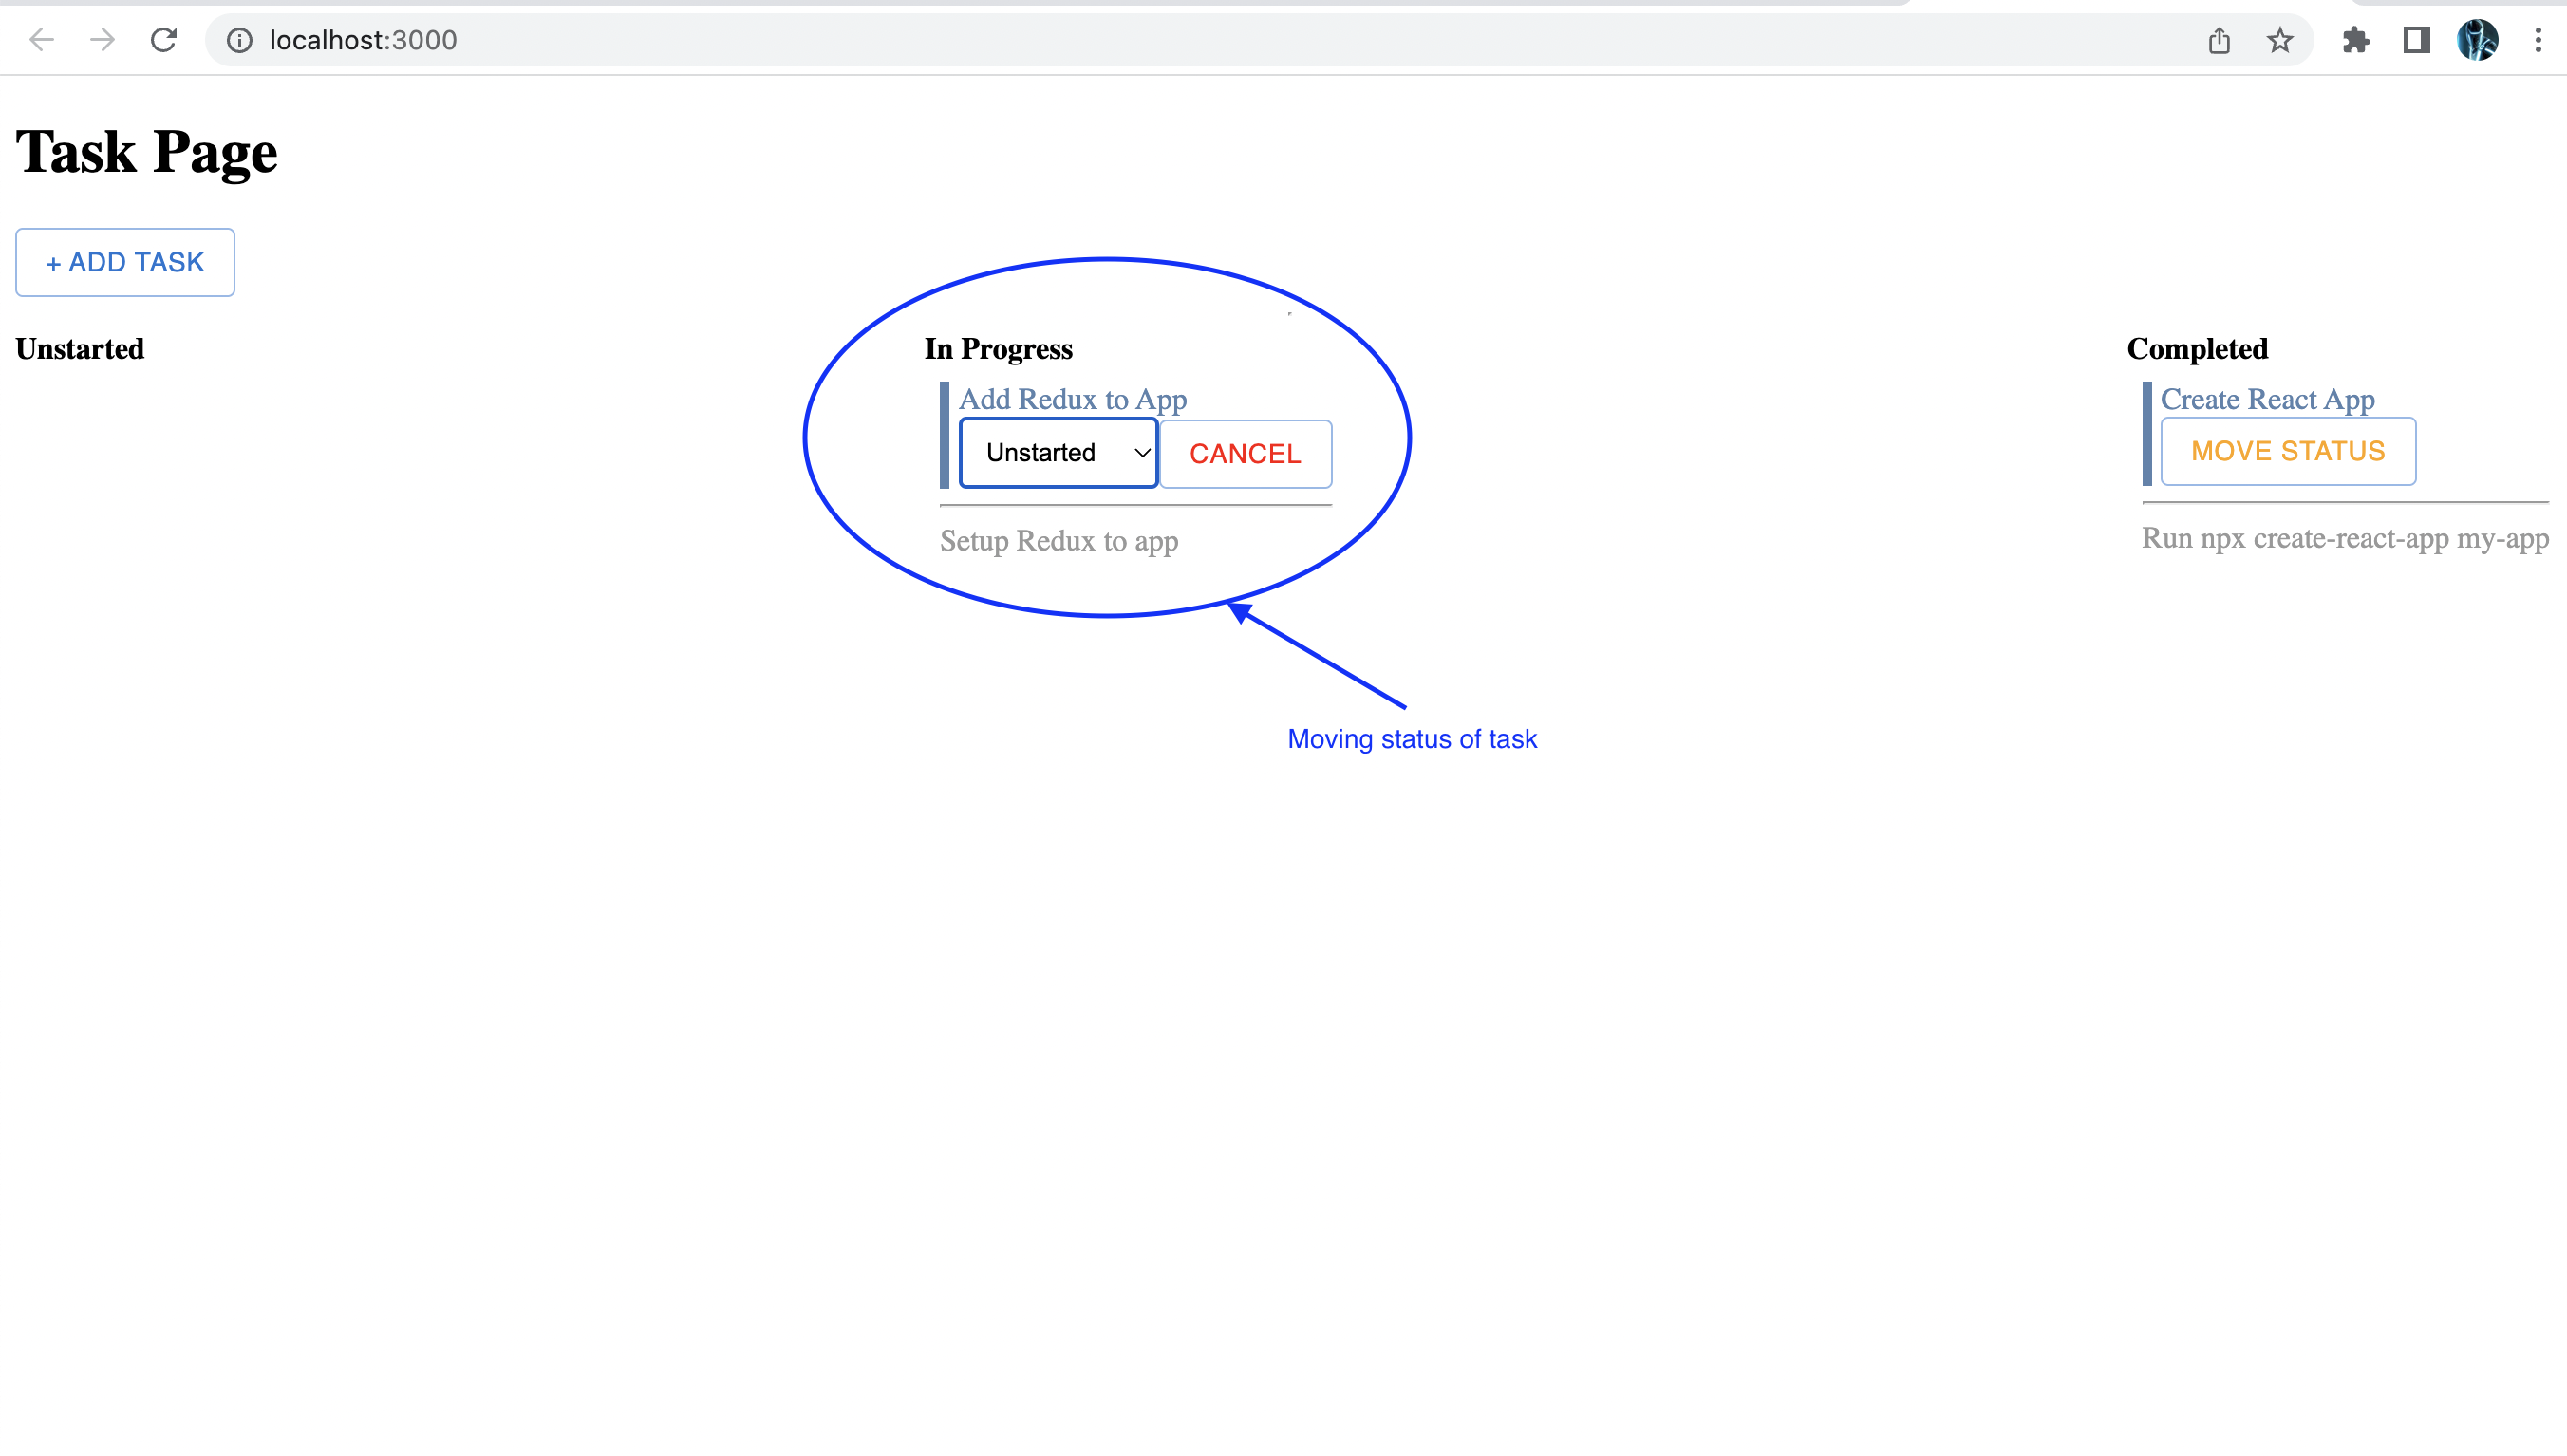 localhost:3000
Task Page
+ ADD TASK
Unstarted
In Progress
Add Redux to App
Unstarted
CANCEL
Setup Redux to app
Completed
Create React App
MOVE STATUS
Run npx create-react-app my-app
Moving status of task